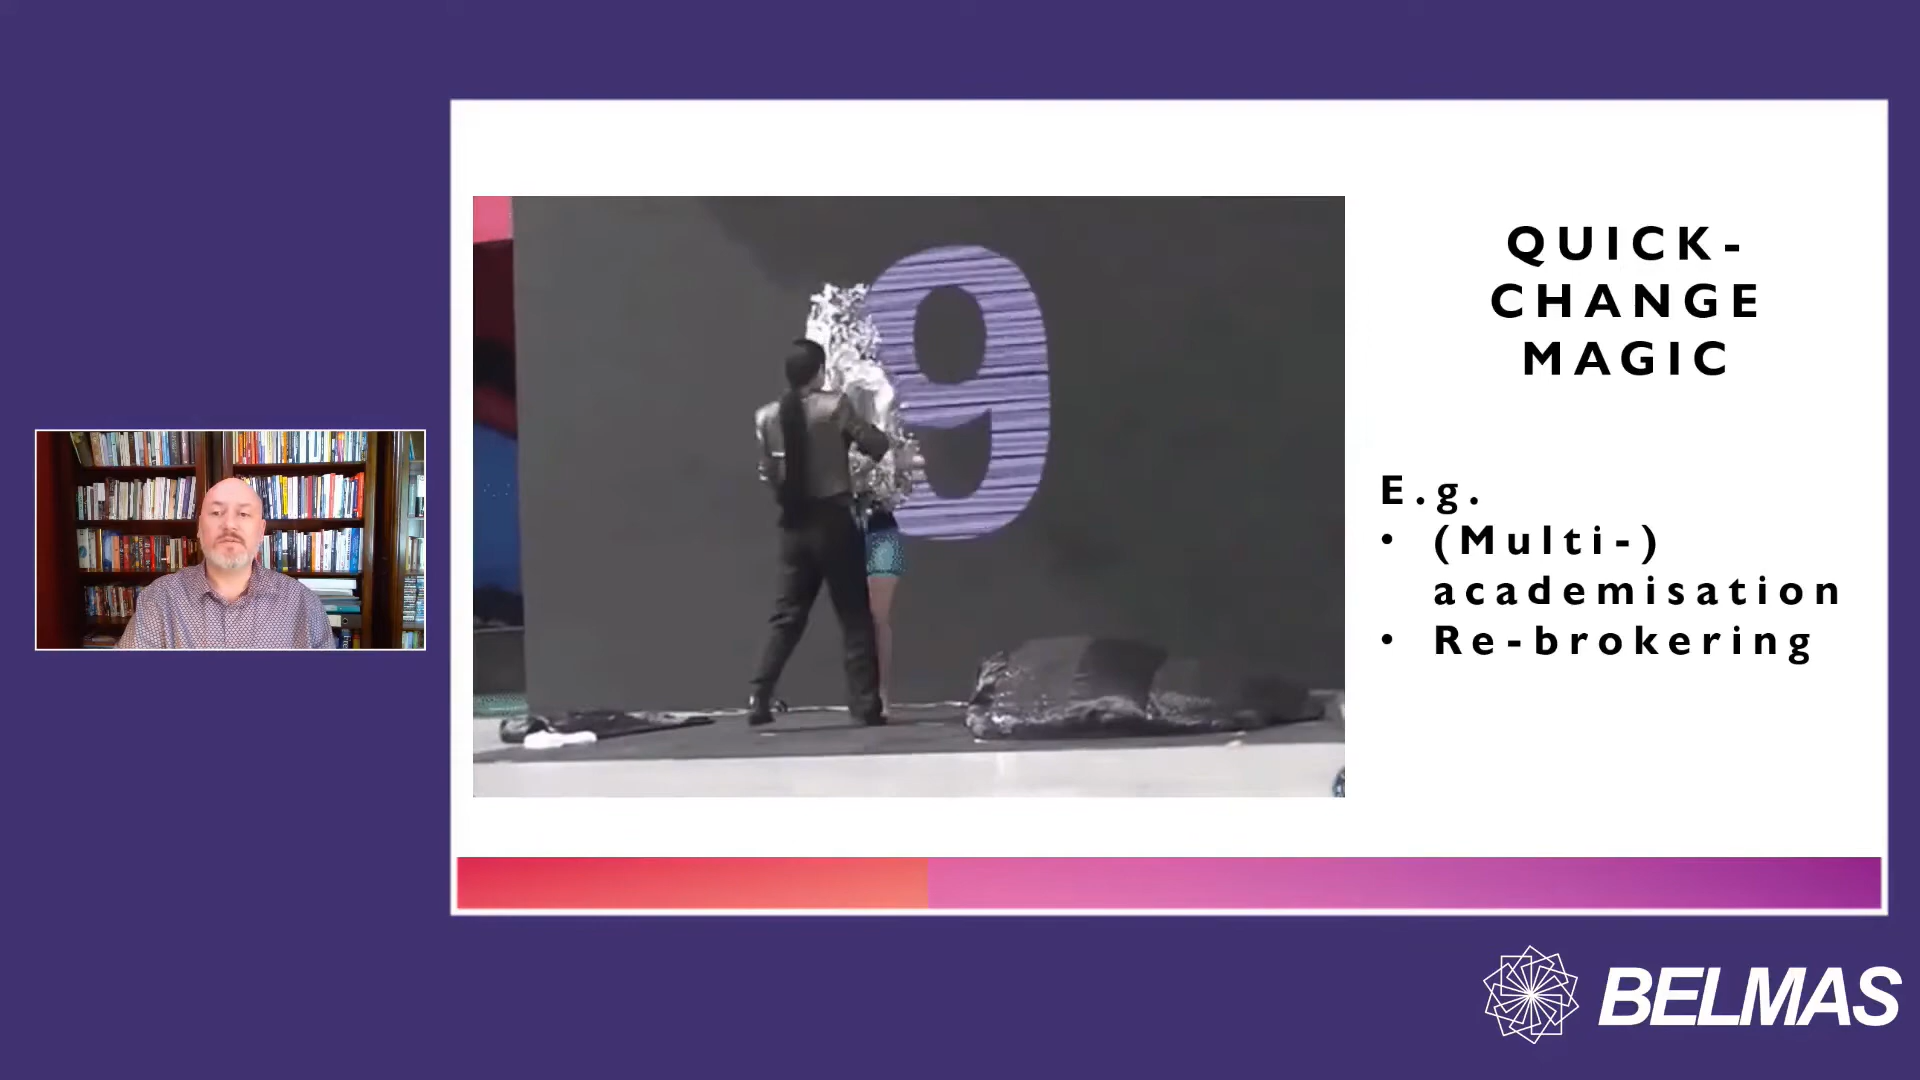 QUICK-
CHANGE
MAGIC
9
E.g.
• (Multi-)
academisation
• Re-brokering
BELMAS